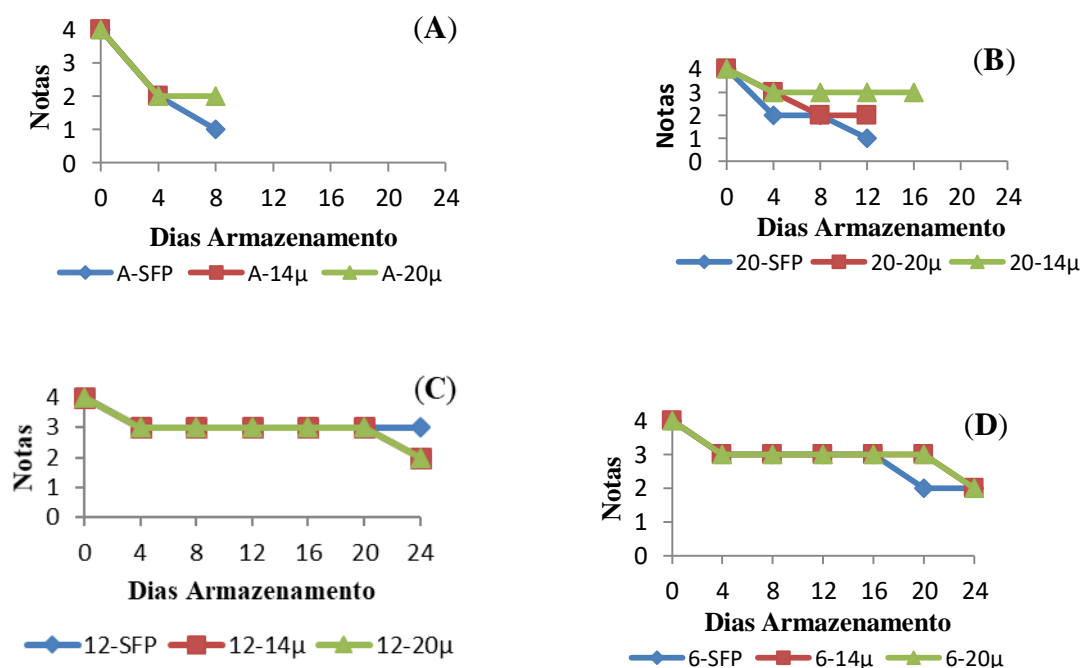 (A)
Notas
4
3
2
1
0
0 4 8 12 16 20 24
Dias Armazenamento
A-SFP A-14µ A-20µ
(B)
Notas
4
3
2
1
0
0 4 8 12 16 20 24
Dias Armazenamento
20-SFP 20-20µ 20-14µ
(C)
Notas
4
3
2
1
0
0 4 8 12 16 20 24
Dias Armazenamento
12-SFP 12-14µ 12-20µ
(D)
Notas
4
3
2
1
0
0 4 8 12 16 20 24
Dias Armazenamento
6-SFP 6-14µ 6-20µ